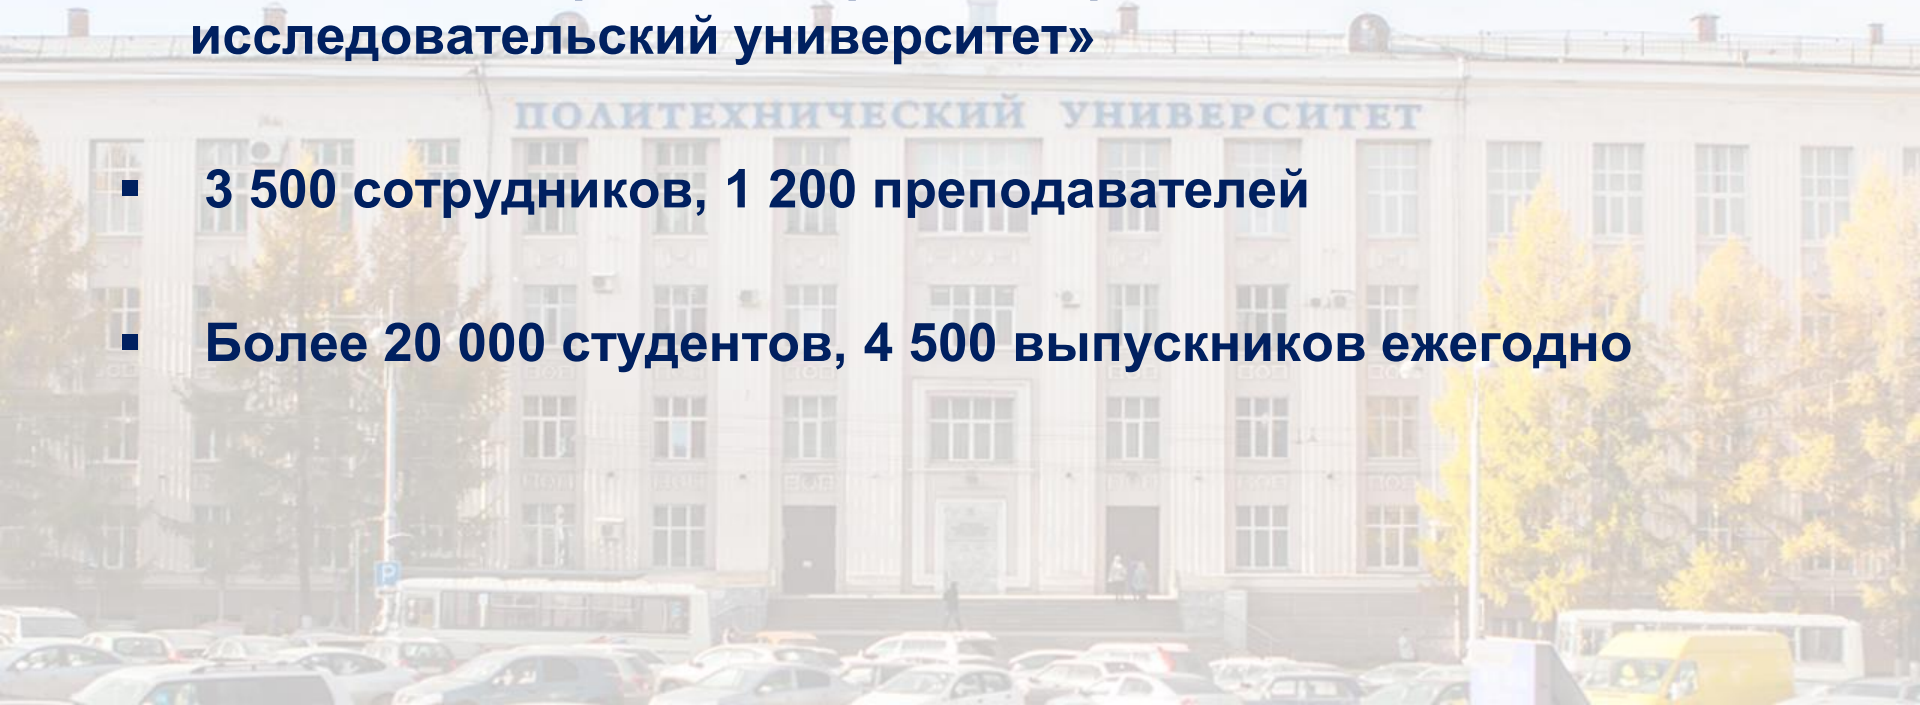 исследовательский университет»
ПОЛИТЕХНИЧЕСКИЙ УНИВЕРСИТЕТ
▪ 3 500 сотрудников, 1 200 преподавателей
▪ Более 20 000 студентов, 4 500 выпускников ежегодно
P